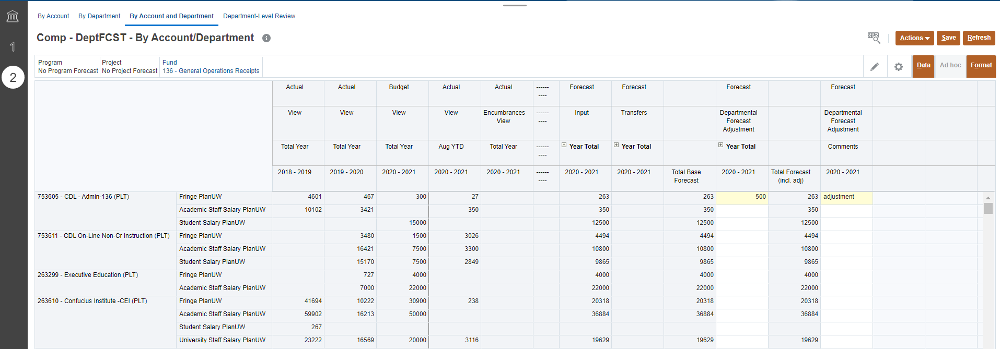 By Account By Department By Account and Department Department-Level Review
1
2
Comp - DeptFCST - By Account/Department i
Actions Save Refresh
Program Project Fund
No Program Forecast No Project Forecast 136 - General Operations Receipts
Data Ad hoc Format
Actual Actual Budget Actual Actual ------ Forecast Forecast Forecast Forecast
----
View View View View Encumbrances ------ Input Transfers Departmental Departmental
View ---- Forecast Forecast
Adjustment Adjustment
Total Year Total Year Total Year Aug YTD Total Year ------ Year Total Year Total Year Total Comments
----
2018 - 2019 2019 - 2020 2020 - 2021 2020 - 2021 2020 - 2021 ------ 2020 - 2021 2020 - 2021 Total Base 2020 - 2021 Total Forecast 2020 - 2021
---- Forecast (incl. adj)
753605 - CDL - Admin-136 (PLT) Fringe PlanUW 4601 467 300 27 263 263 500 263 adjustment
Academic Staff Salary PlanUW 10102 3421 350 350 350 350
Student Salary PlanUW 15000 12500 12500 12500
753611 - CDL On-Line Non-Cr Instruction (PLT) Fringe PlanUW 3480 1500 3026 4494 4494 4494
Academic Staff Salary PlanUW 16421 7500 3300 10800 10800 10800
Student Salary PlanUW 15170 7500 2849 9865 9865 9865
263299 - Executive Education (PLT) Fringe PlanUW 727 4000 4000 4000 4000
Academic Staff Salary PlanUW 7000 22000 22000 22000 22000
263610 - Confucius Institute -CEI (PLT) Fringe PlanUW 41694 10222 30900 238 20318 20318 20318
Academic Staff Salary PlanUW 59902 16213 50000 36884 36884 36884
Student Salary PlanUW 267
University Staff Salary PlanUW 23222 16569 20000 3116 19629 19629 19629